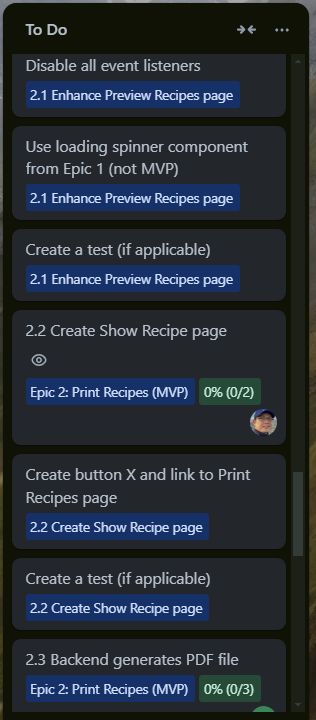 To Do
Disable all event listeners
2.1 Enhance Preview Recipes page
Use loading spinner component
from Epic 1 (not MVP)
2.1 Enhance Preview Recipes page
Create a test (if applicable)
2.1 Enhance Preview Recipes page
2.2 Create Show Recipe page
Epic 2: Print Recipes (MVP) 0% (0/2)
Create button X and link to Print
Recipes page
2.2 Create Show Recipe page
Create a test (if applicable)
2.2 Create Show Recipe page
2.3 Backend generates PDF file
Epic 2: Print Recipes (MVP) 0% (0/3)